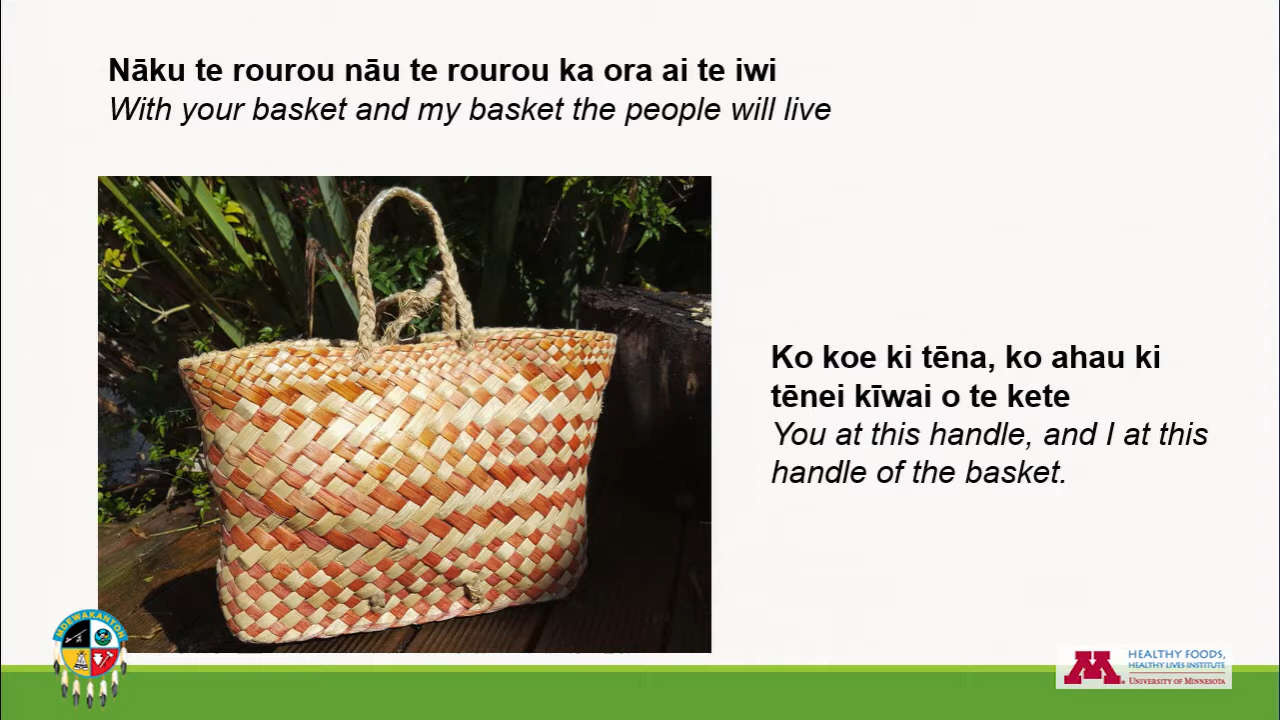 Nāku te rourou nāu te rourou ka ora ai te iwi
With your basket and my basket the people will live
Ko koe ki tēna, ko ahau ki
tēnei kīwai o te kete
You at this handle, and I at this
handle of the basket.
MDEWAKANTON
M
HEALTHY FOODS,
HEALTHY LIVES INSTITUTE
UNIVERSITY OF MINNESOTA